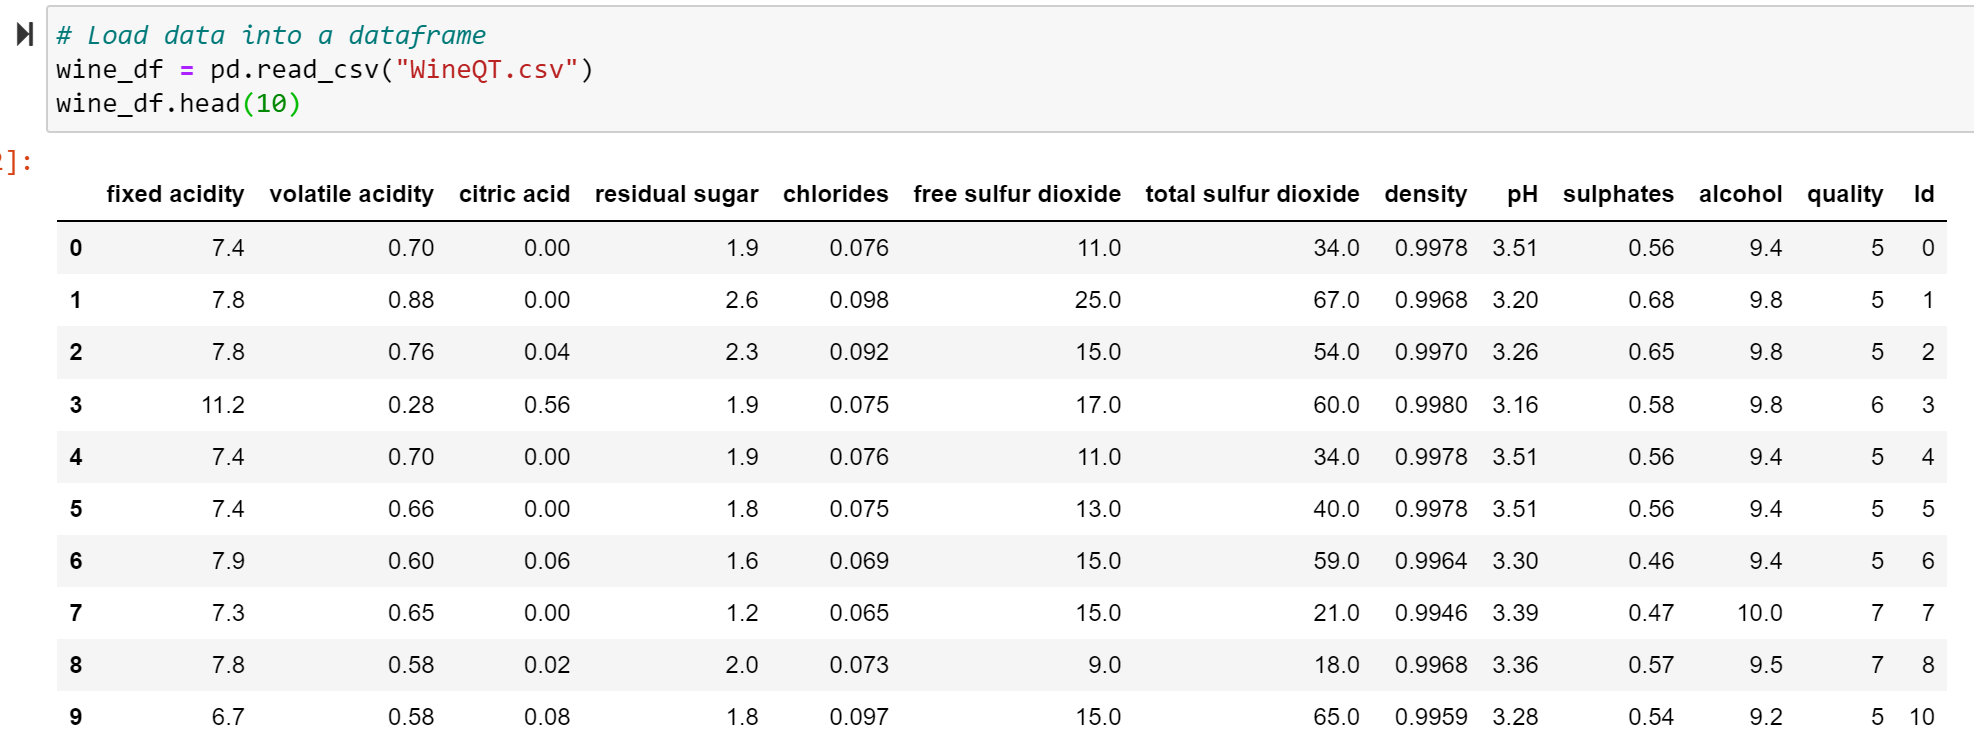 # Load data into a dataframe
wine_df = pd.read_csv("WineQT.csv")
wine_df.head(10)
]:
fixed acidity volatile acidity citric acid residual sugar chlorides free sulfur dioxide total sulfur dioxide density pH sulphates alcohol quality Id
0 7.4 0.70 0.00 1.9 0.076 11.0 34.0 0.9978 3.51 0.56 9.4 5 0
1 7.8 0.88 0.00 2.6 0.098 25.0 67.0 0.9968 3.20 0.68 9.8 5 1
2 7.8 0.76 0.04 2.3 0.092 15.0 54.0 0.9970 3.26 0.65 9.8 5 2
3 11.2 0.28 0.56 1.9 0.075 17.0 60.0 0.9980 3.16 0.58 9.8 6 3
4 7.4 0.70 0.00 1.9 0.076 11.0 34.0 0.9978 3.51 0.56 9.4 5 4
5 7.4 0.66 0.00 1.8 0.075 13.0 40.0 0.9978 3.51 0.56 9.4 5 5
6 7.9 0.60 0.06 1.6 0.069 15.0 59.0 0.9964 3.30 0.46 9.4 5 6
7 7.3 0.65 0.00 1.2 0.065 15.0 21.0 0.9946 3.39 0.47 10.0 7 7
8 7.8 0.58 0.02 2.0 0.073 9.0 18.0 0.9968 3.36 0.57 9.5 7 8
9 6.7 0.58 0.08 1.8 0.097 15.0 65.0 0.9959 3.28 0.54 9.2 5 10